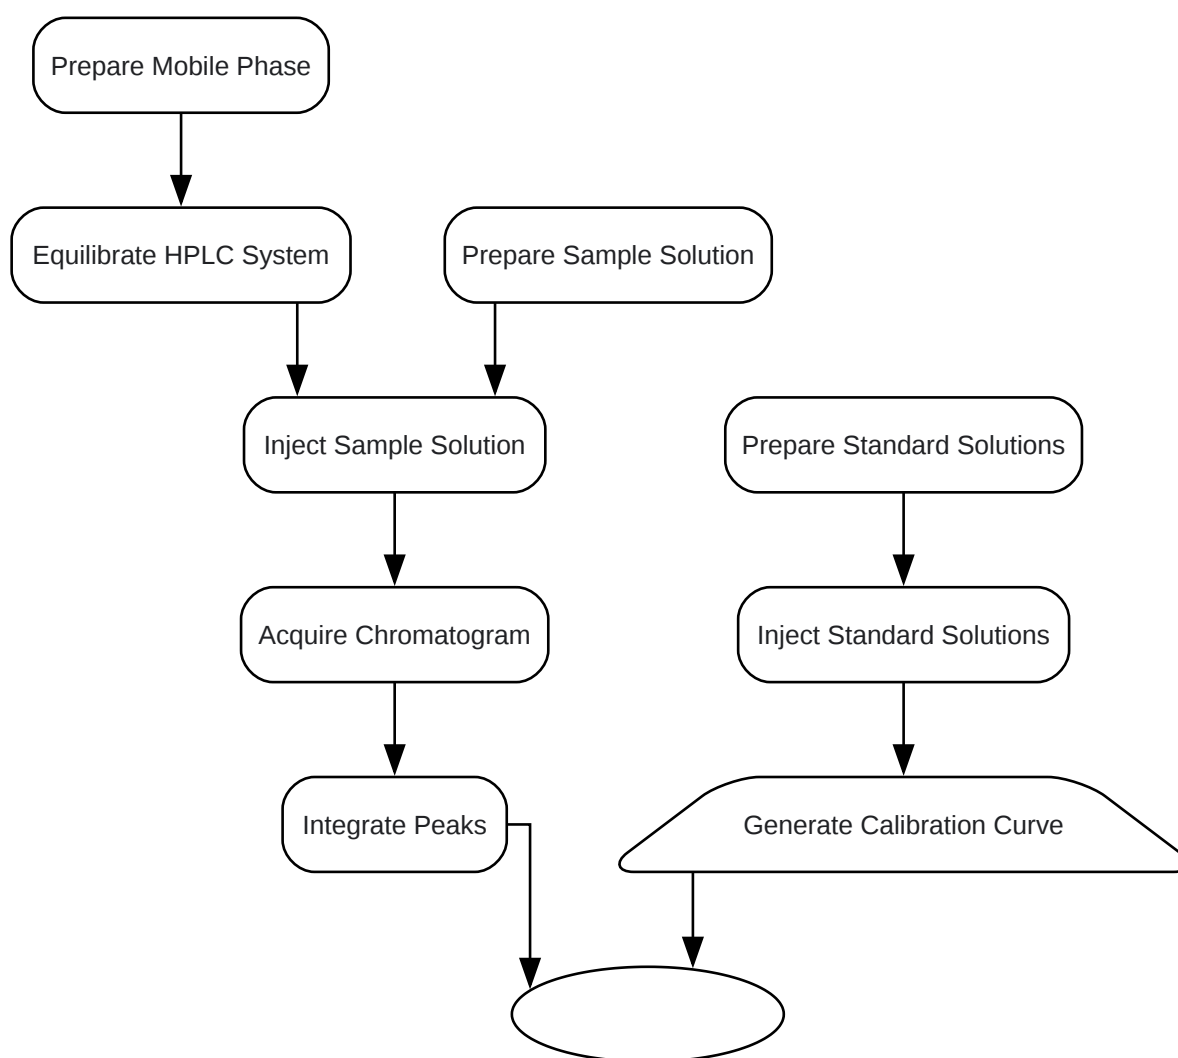 Prepare Mobile Phase
Equilibrate HPLC System
Prepare Sample Solution
Inject Sample Solution
Prepare Standard Solutions
Acquire Chromatogram
Inject Standard Solutions
Integrate Peaks
Generate Calibration Curve